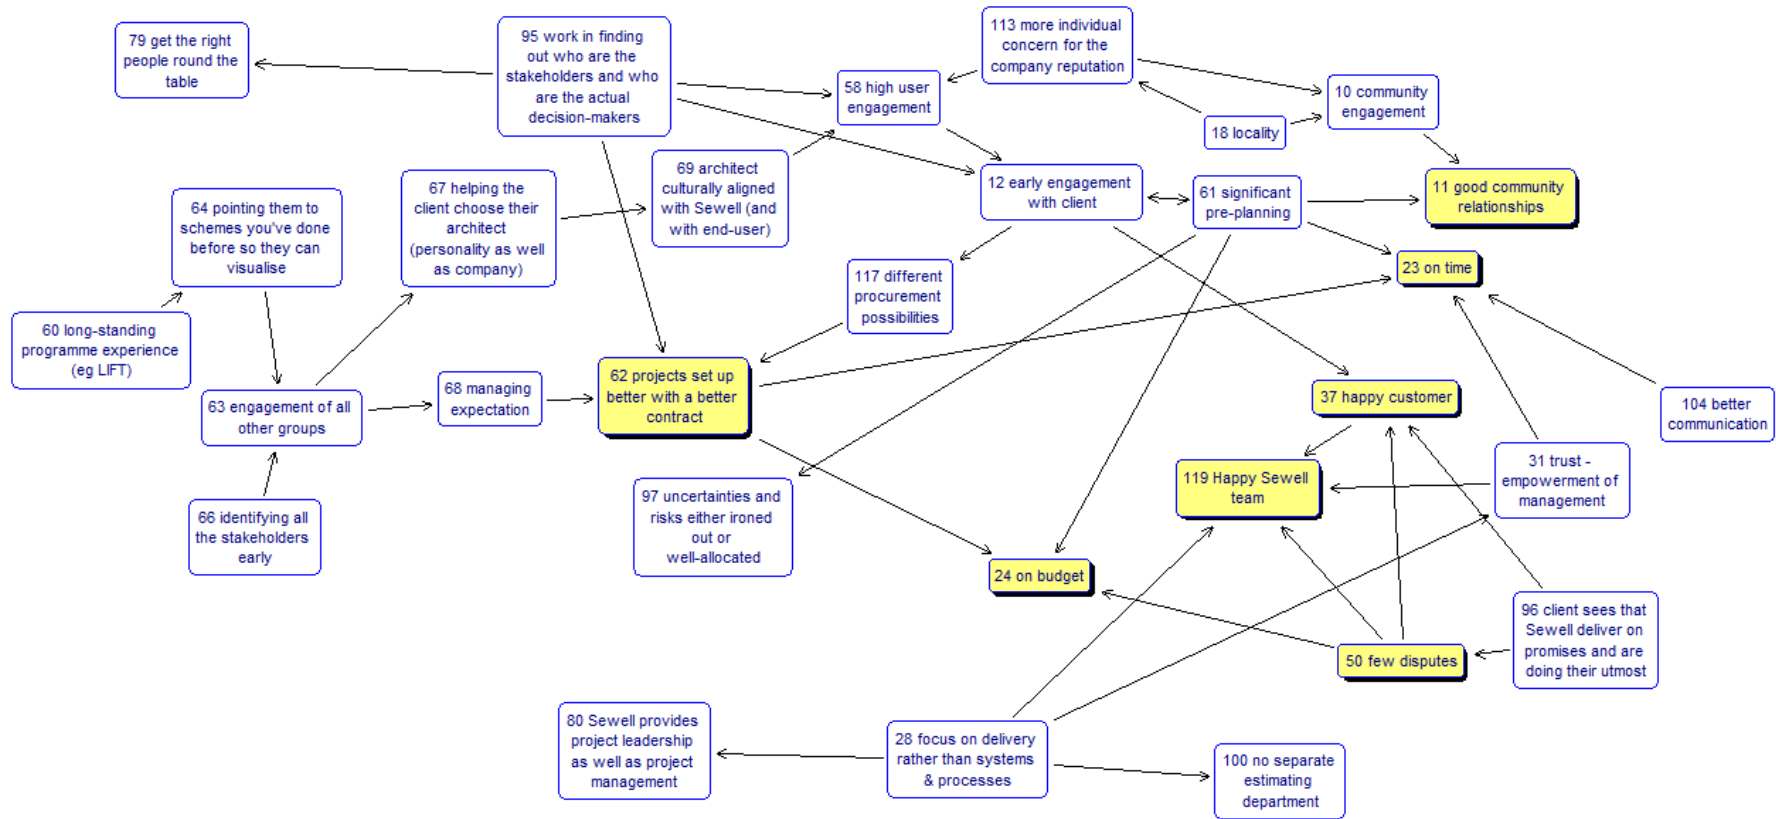 79 get the right
people round the
table
95 work in finding
out who are the
stakeholders and who
are the actual
decision-makers
113 more individual
concern for the
company reputation
58 high user
engagement
10 community
engagement
18 locality
67 helping the
client choose their
architect
(personality as well
as company)
69 architect
culturally aligned
with Sewell (and
with end-user)
12 early engagement
with client
61 significant
pre-planning
11 good community
relationships
64 pointing them to
schemes you've done
before so they can
visualise
23 on time
117 different
procurement
possibilities
60 long-standing
programme experience
(eg LIFT)
62 projects set up
better with a better
contract
68 managing
expectation
63 engagement of all
other groups
37 happy customer
104 better
communication
31 trust -
empowerment of
management
119 Happy Sewell
team
97 uncertainties and
risks either ironed
out or
well-allocated
66 identifying all
the stakeholders
early
24 on budget
96 client sees that
Sewell deliver on
promises and are
doing their utmost
50 few disputes
80 Sewell provides
project leadership
as well as project
management
28 focus on delivery
rather than systems
& processes
100 no separate
estimating
department